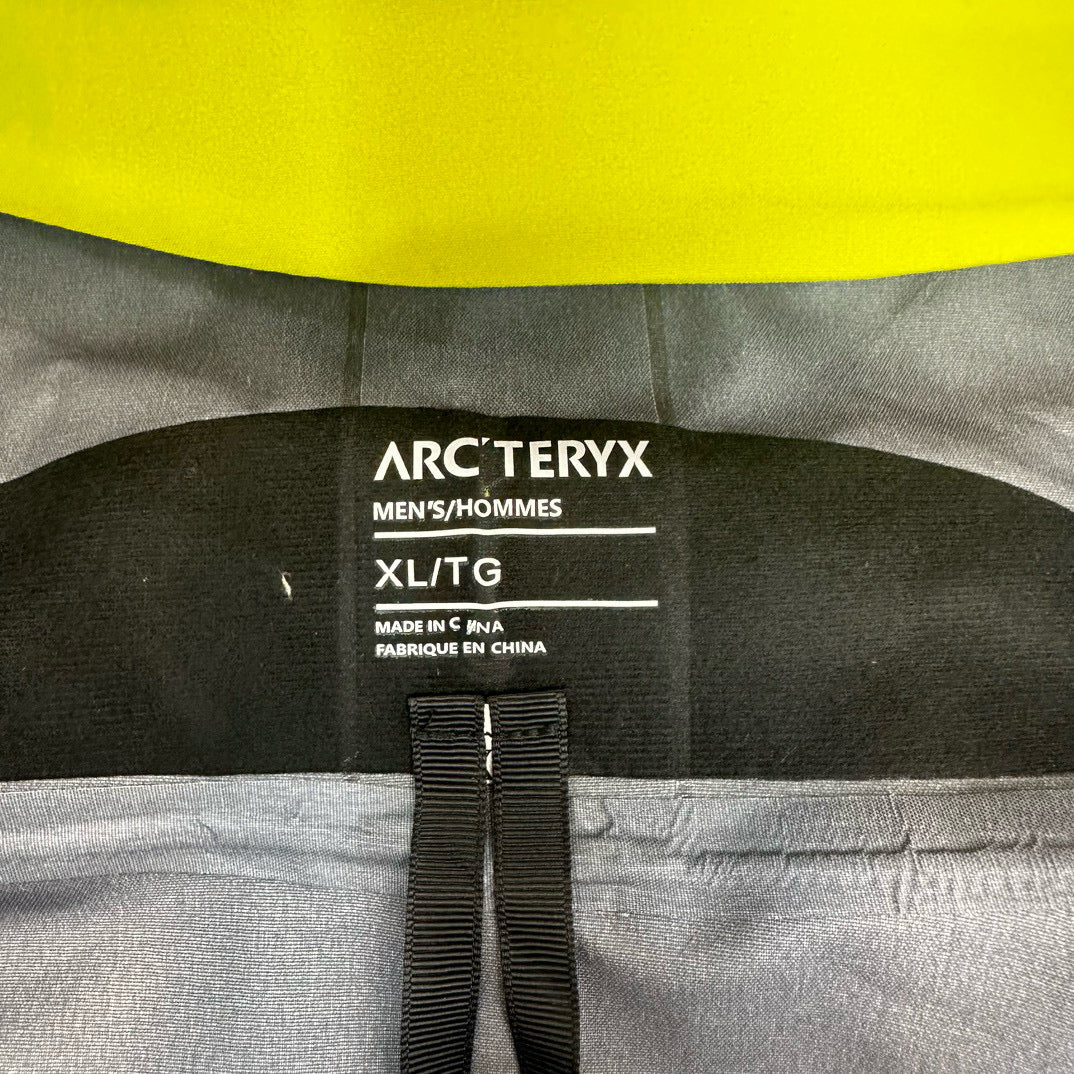 ARC'TERYX
MEN'S/HOMMES
XL/TG
MADE IN CHINA
FABRIQUE EN CHINA